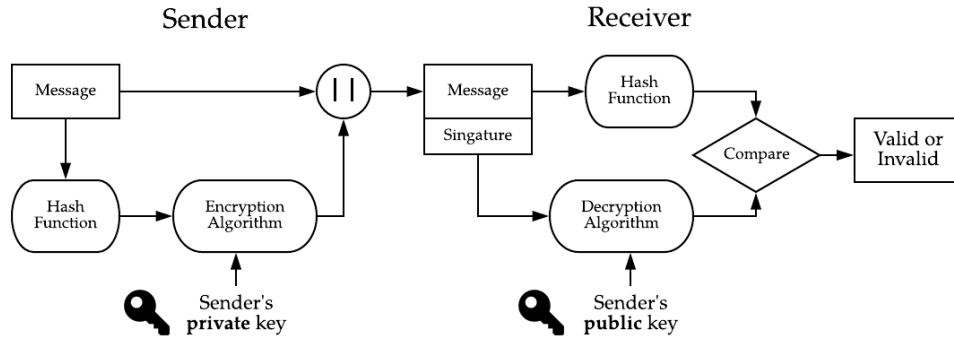 Sender
Receiver
Message
| |
Message
Singature
Hash
Function
Compare
Valid or
Invalid
Hash
Function
Encryption
Algorithm
Decryption
Algorithm
Sender's
private key
Sender's
public key